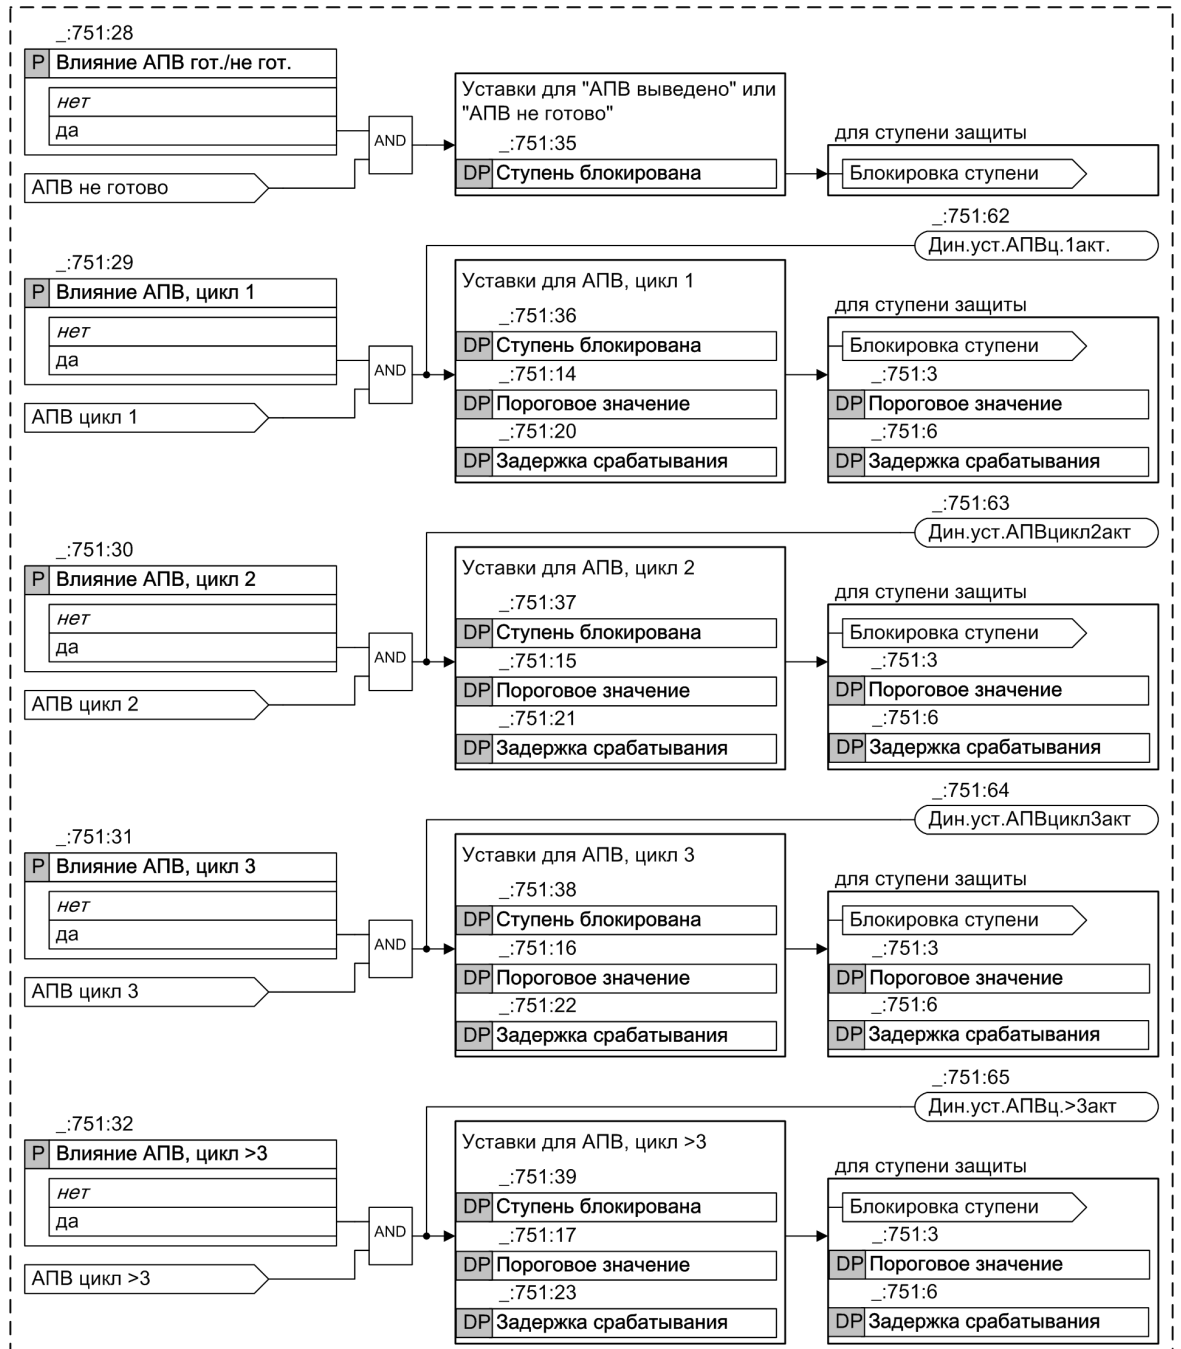 _:751:28
P Влияние АПВ гот./не гот.
нет
да
АПВ не готово
AND
Уставки для "АПВ выведено" или
"АПВ не готово"
_:751:35
DP Ступень блокирована
для ступени защиты
Блокировка ступени
_:751:62
Дин.уст.АПВц.1акт.
_:751:29
P Влияние АПВ, цикл 1
нет
да
АПВ цикл 1
AND
Уставки для АПВ, цикл 1
_:751:36
DP Ступень блокирована
_:751:14
DP Пороговое значение
_:751:20
DP Задержка срабатывания
для ступени защиты
Блокировка ступени
_:751:3
DP Пороговое значение
_:751:6
DP Задержка срабатывания
_:751:63
Дин.уст.АПВцикл2акт
_:751:30
P Влияние АПВ, цикл 2
нет
да
АПВ цикл 2
AND
Уставки для АПВ, цикл 2
_:751:37
DP Ступень блокирована
_:751:15
DP Пороговое значение
_:751:21
DP Задержка срабатывания
для ступени защиты
Блокировка ступени
_:751:3
DP Пороговое значение
_:751:6
DP Задержка срабатывания
_:751:64
Дин.уст.АПВцикл3акт
_:751:31
P Влияние АПВ, цикл 3
нет
да
АПВ цикл 3
AND
Уставки для АПВ, цикл 3
_:751:38
DP Ступень блокирована
_:751:16
DP Пороговое значение
_:751:22
DP Задержка срабатывания
для ступени защиты
Блокировка ступени
_:751:3
DP Пороговое значение
_:751:6
DP Задержка срабатывания
_:751:65
Дин.уст.АПВц.>3акт
_:751:32
P Влияние АПВ, цикл >3
нет
да
АПВ цикл >3
AND
Уставки для АПВ, цикл >3
_:751:39
DP Ступень блокирована
_:751:17
DP Пороговое значение
_:751:23
DP Задержка срабатывания
для ступени защиты
Блокировка ступени
_:751:3
DP Пороговое значение
_:751:6
DP Задержка срабатывания